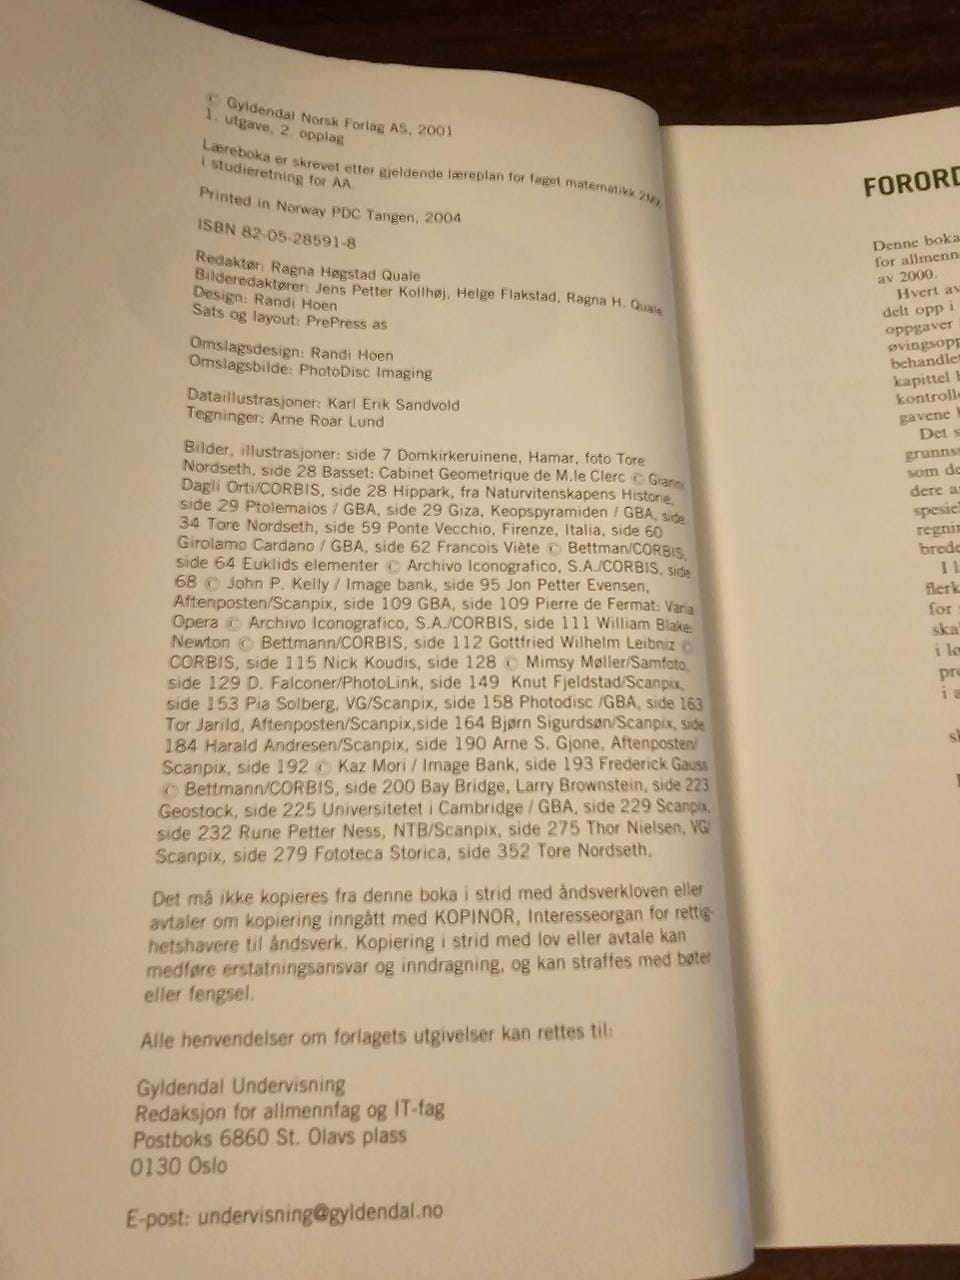 © Gyldendal Norsk Forlag AS, 2001
1. utgave, 2. opplag
Læreboka er skrevet etter gjeldende læreplan for faget matematikk 2MX
i studieretning for AA.
Printed in Norway PDC Tangen, 2004
ISBN 82-05-28591-8
Redaktør: Ragna Høgstad Quale
Bilderedaktører: Jens Petter Kollhøj, Helge Flakstad, Ragna H. Quale
Design: Randi Hoen
Sats og layout: PrePress as
Omslagsdesign: Randi Hoen
Omslagsbilde: PhotoDisc Imaging
Dataillustrasjoner: Karl Erik Sandvold
Tegninger: Arne Roar Lund
Bilder, illustrasjoner: side 7 Domkirkeruinene, Hamar, foto Tore
Nordseth, side 28 Basset: Cabinet Geometrique de M.le Clerc © Gianni
Dagli Orti/CORBIS, side 28 Hippark, fra Naturvitenskapens Historie,
side 29 Ptolemaios / GBA, side 29 Giza, Keopspyramiden / GBA, side
34 Tore Nordseth, side 59 Ponte Vecchio, Firenze, Italia, side 60
Girolamo Cardano / GBA, side 62 Francois Viète © Bettman/CORBIS,
side 64 Euklids elementer © Archivo Iconografico, S.A./CORBIS, side
68 © John P. Kelly / Image bank, side 95 Jon Petter Evensen,
Aftenposten/Scanpix, side 109 GBA, side 109 Pierre de Fermat: Varia
Opera © Archivo Iconografico, S.A./CORBIS, side 111 William Blake:
Newton © Bettmann/CORBIS, side 112 Gottfried Wilhelm Leibniz ©
CORBIS, side 115 Nick Koudis, side 128 © Mimsy Møller/Samfoto,
side 129 D. Falconer/PhotoLink, side 149 Knut Fjeldstad/Scanpix,
side 153 Pia Solberg, VG/Scanpix, side 158 Photodisc /GBA, side 163
Tor Jarild, Aftenposten/Scanpix,side 164 Bjørn Sigurdsøn/Scanpix, side
184 Harald Andresen/Scanpix, side 190 Arne S. Gjone, Aftenposten/
Scanpix, side 192 © Kaz Mori / Image Bank, side 193 Frederick Gauss
© Bettmann/CORBIS, side 200 Bay Bridge, Larry Brownstein, side 223
Geostock, side 225 Universitetet i Cambridge / GBA, side 229 Scanpix,
side 232 Rune Petter Ness, NTB/Scanpix, side 275 Thor Nielsen, VG/
Scanpix, side 279 Fototeca Storica, side 352 Tore Nordseth,
Det må ikke kopieres fra denne boka i strid med åndsverkloven eller
avtaler om kopiering inngått med KOPINOR, Interesseorgan for rettig-
hetshavere til åndsverk. Kopiering i strid med lov eller avtale kan
medføre erstatningsansvar og inndragning, og kan straffes med bøter
eller fengsel.
Alle henvendelser om forlagets utgivelser kan rettes til:
Gyldendal Undervisning
Redaksjon for allmennfag og IT-fag
Postboks 6860 St. Olavs plass
0130 Oslo
E-post: undervisning@gyldendal.no
FORORD
Denne boka
for allmenn
av 2000.
Hvert av
delt opp i
oppgaver i
øvingsopp
behandlet
kapittel
kontrolle
gavene
Det s
grunns
som de
dere a
spesiel
regnin
brede
I l
flerk
for
ska
i lø
pr
i a